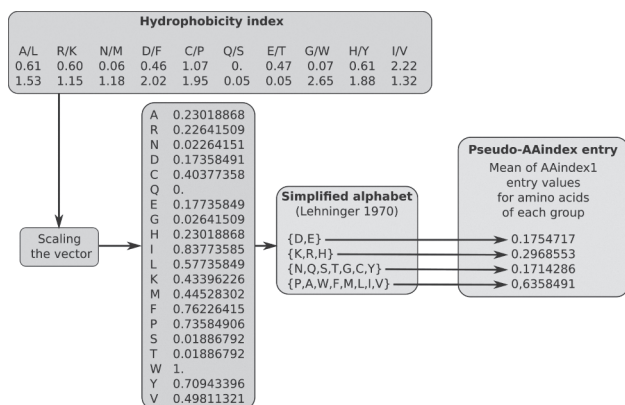 Hydrophobicity index
A/L R/K N/M D/F C/P Q/S E/T G/W H/Y I/V
0.61 0.60 0.06 0.46 1.07 0. 0.47 0.07 0.61 2.22
1.53 1.15 1.18 2.02 1.95 0.05 0.05 2.65 1.88 1.32
Scaling
the vector
A 0.23018868
R 0.22641509
N 0.02264151
D 0.17358491
C 0.40377358
Q 0.
E 0.17735849
G 0.02641509
H 0.23018868
I 0.83773585
L 0.57735849
K 0.43396226
M 0.44528302
F 0.76226415
P 0.73584906
S 0.01886792
T 0.01886792
W 1.
Y 0.70943396
V 0.49811321
Simplified alphabet
(Lehninger 1970)
{D,E}
{K,R,H}
{N,Q,S,T,G,C,Y}
{P,A,W,F,M,L,I,V}
Pseudo-AAindex entry
Mean of AAindex1
entry values
for amino acids
of each group
0.1754717
0.2968553
0.1714286
0,6358491